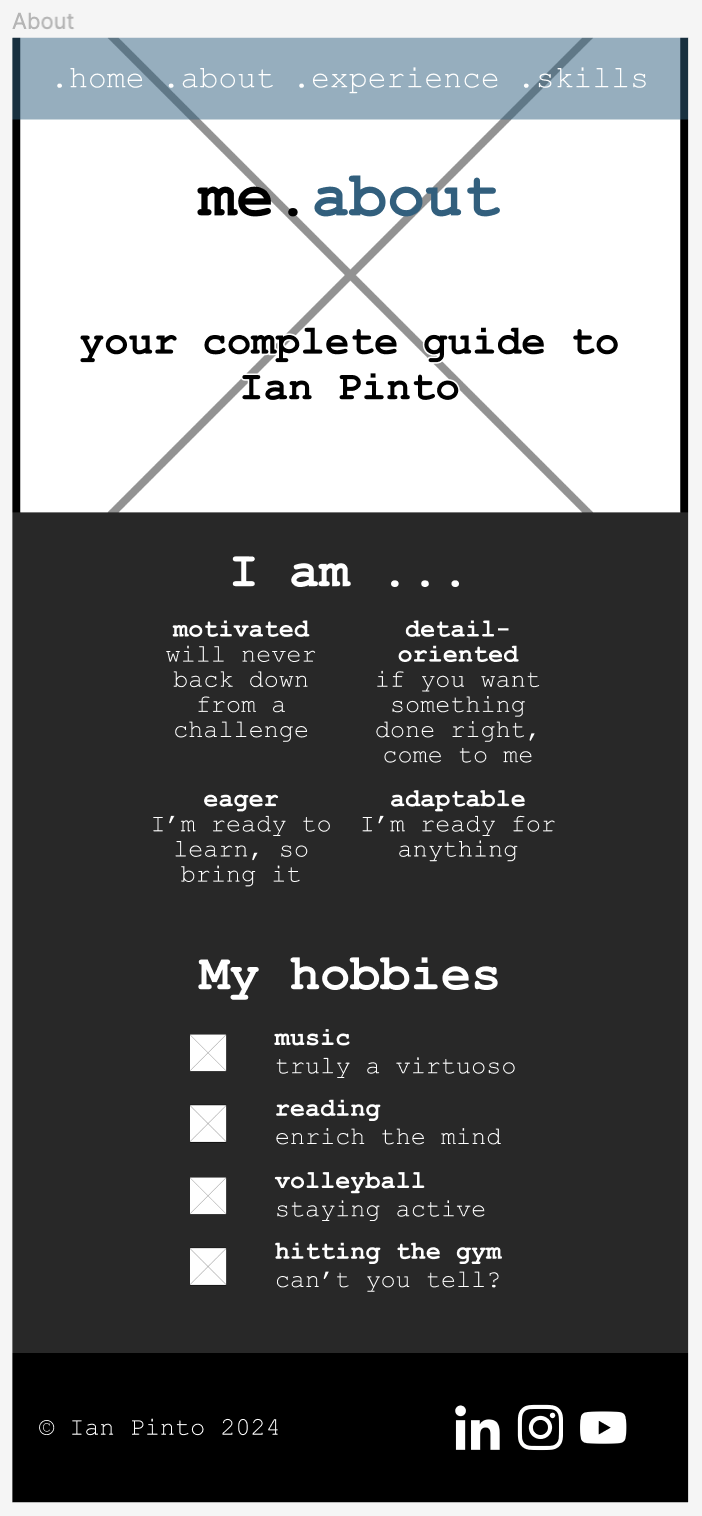 About
.home .about .experience .skills
me.about
your complete guide to
Ian Pinto
I am ...
motivated
will never
back down
from a
challenge
detail-
oriented
if you want
something
done right,
come to me
eager
I’m ready to
learn, so
bring it
adaptable
I’m ready for
anything
My hobbies
music
truly a virtuoso
reading
enrich the mind
volleyball
staying active
hitting the gym
can’t you tell?
© Ian Pinto 2024
in